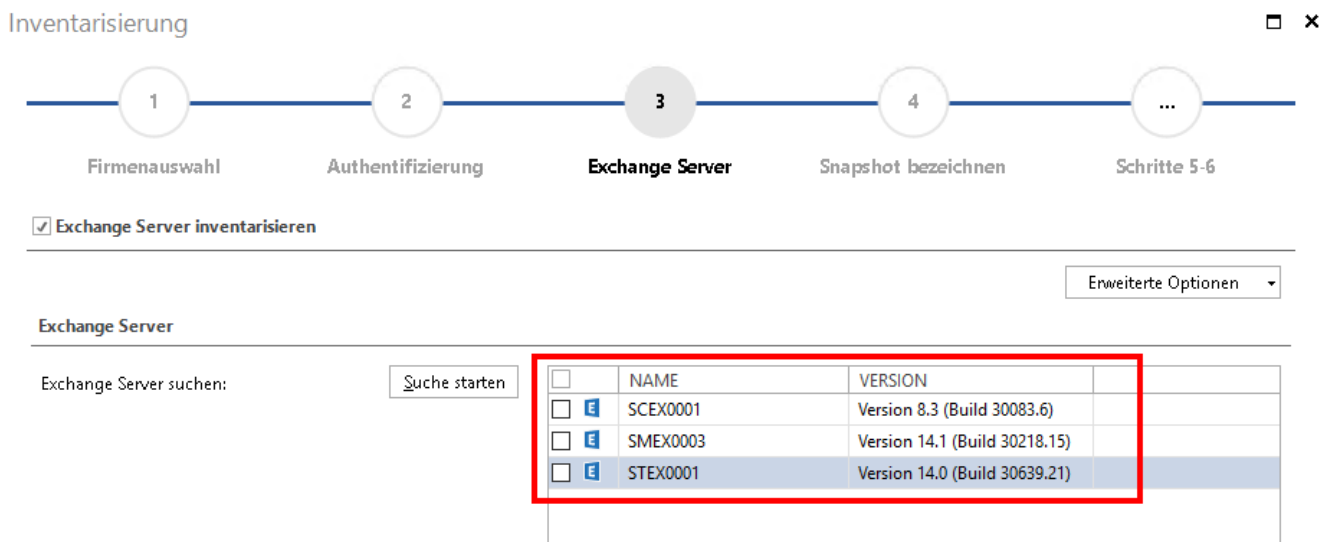 Inventarisierung
1 2 3 4 ...
Firmenauswahl Authentifizierung Exchange Server Snapshot bezeichnen Schritte 5-6
Exchange Server inventarisieren
Erweiterte Optionen
Exchange Server
Exchange Server suchen: Suche starten
NAME VERSION
E SCEX0001 Version 8.3 (Build 30083.6)
E SMEX0003 Version 14.1 (Build 30218.15)
E STEX0001 Version 14.0 (Build 30639.21)